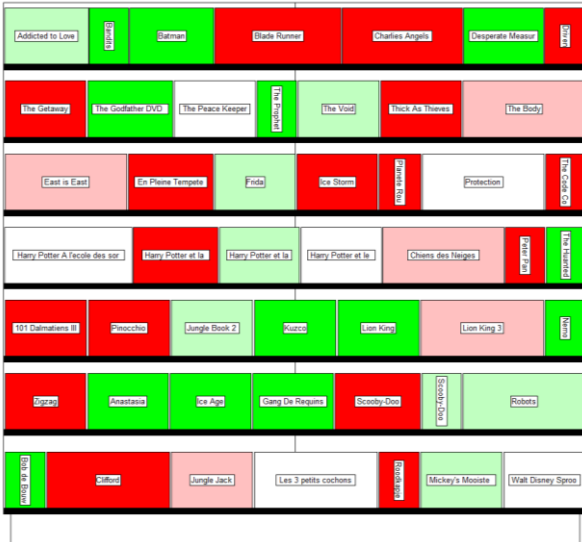 Addicted to Love
Bandits
Batman
Blade Runner
Charlies Angels
Desperate Measur
Driven
The Getaway
The Godfather DVD
The Peace Keeper
The Prophet
The Void
Thick As Thieves
The Body
East is East
En Pleine Tempete
Frida
Ice Storm
Planete Rou
Protection
The Code Co
Harry Potter A l'ecole des sor
Harry Potter et la
Harry Potter et la
Harry Potter et le
Chiens des Neiges
Peter Pan
The Huanted
101 Dalmatiens III
Pinocchio
Jungle Book 2
Kuzco
Lion King
Lion King 3
Nemo
Zigzag
Anastasia
Ice Age
Gang De Requins
Scooby-Doo
Scooby-Doo
Robots
Bob de Bouw
Clifford
Jungle Jack
Les 3 petits cochons
Roodkapje
Mickey's Mooiste
Walt Disney Sproo